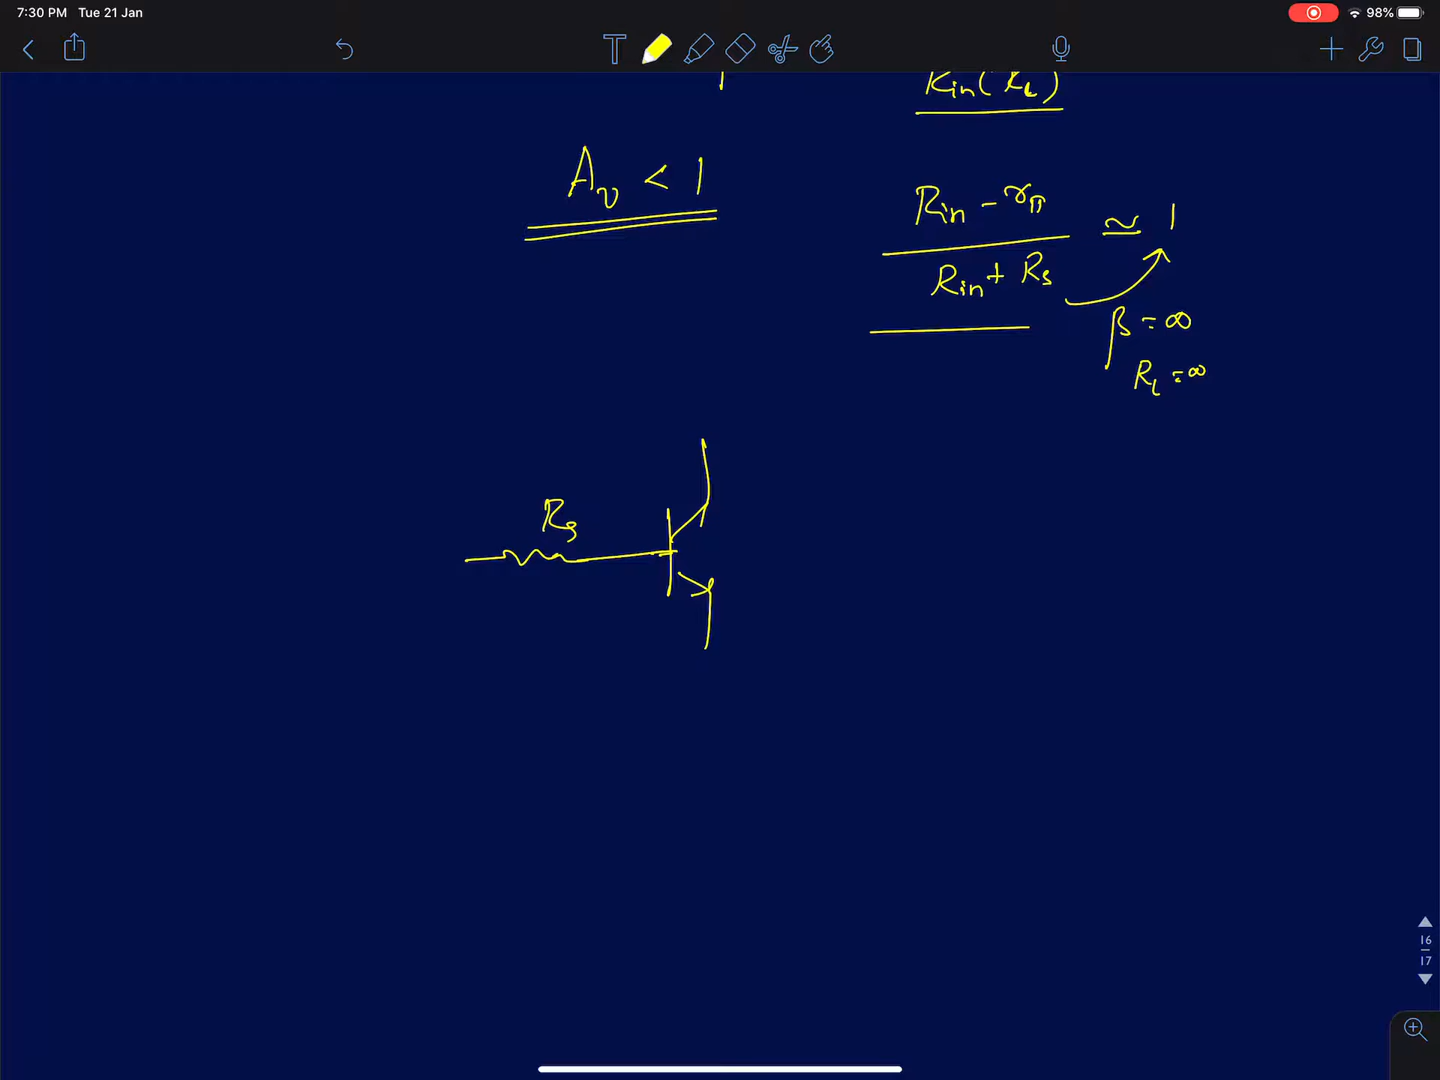 7:30 PM Tue 21 Jan
98%
T
Rin(RL)
Av < 1
Rin - rπ
Rin + Rs
≃ 1
β = ∞
RL = ∞
Rs
16
17